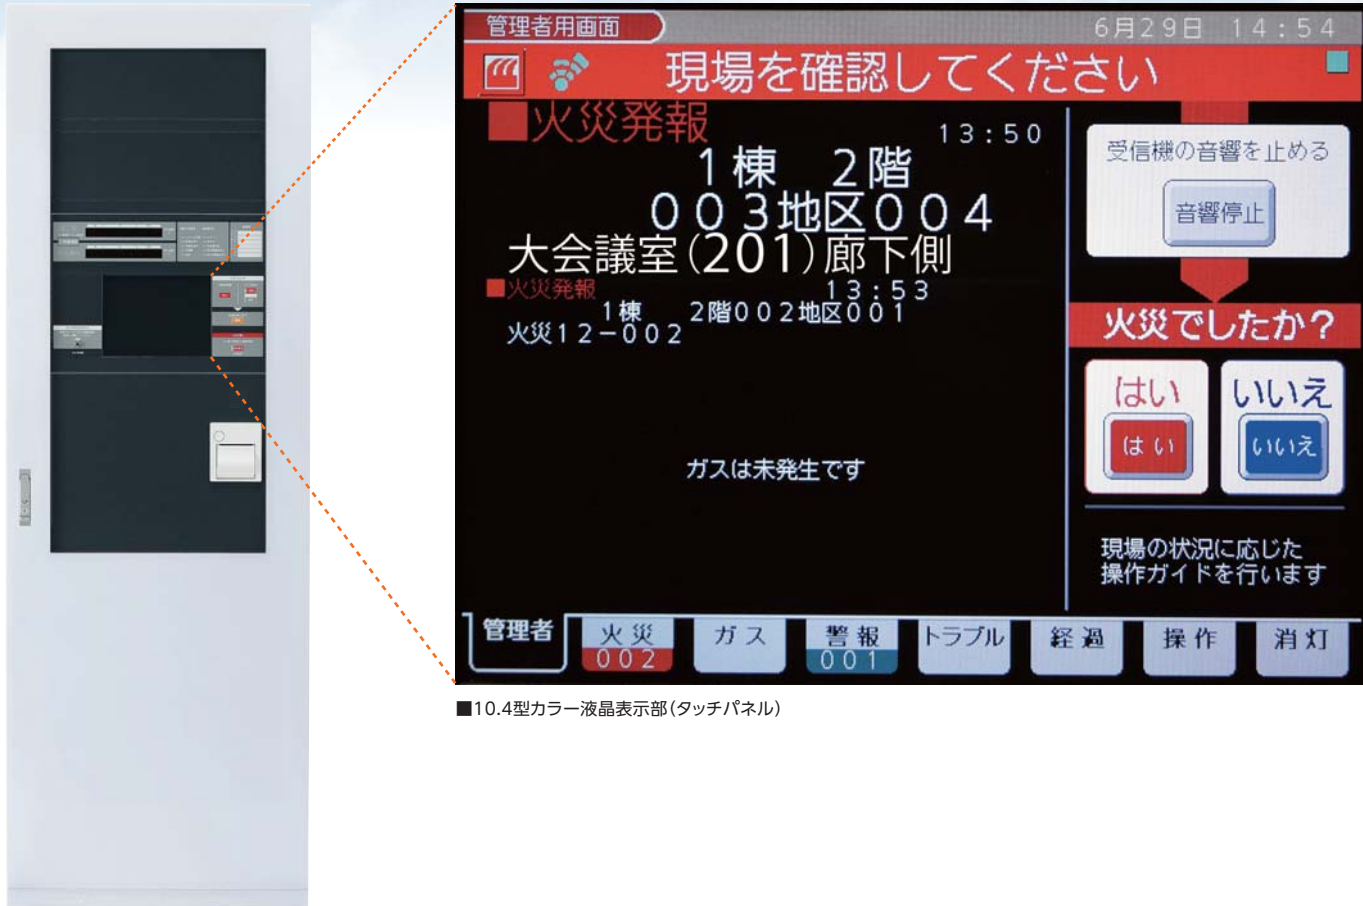 管理者用画面
6月29日 14:54
現場を確認してください
■火災発報 13:50
1棟 2階
003地区004
大会議室(201)廊下側
■火災発報 13:53
1棟 2階002地区001
火災12-002
ガスは未発生です
受信機の音響を止める
音響停止
火災でしたか?
はい いいえ
はい いいえ
現場の状況に応じた
操作ガイドを行います
管理者 火災 ガス 警報 トラブル 経過 操作 消灯
002 001
■10.4型カラー液晶表示部(タッチパネル)